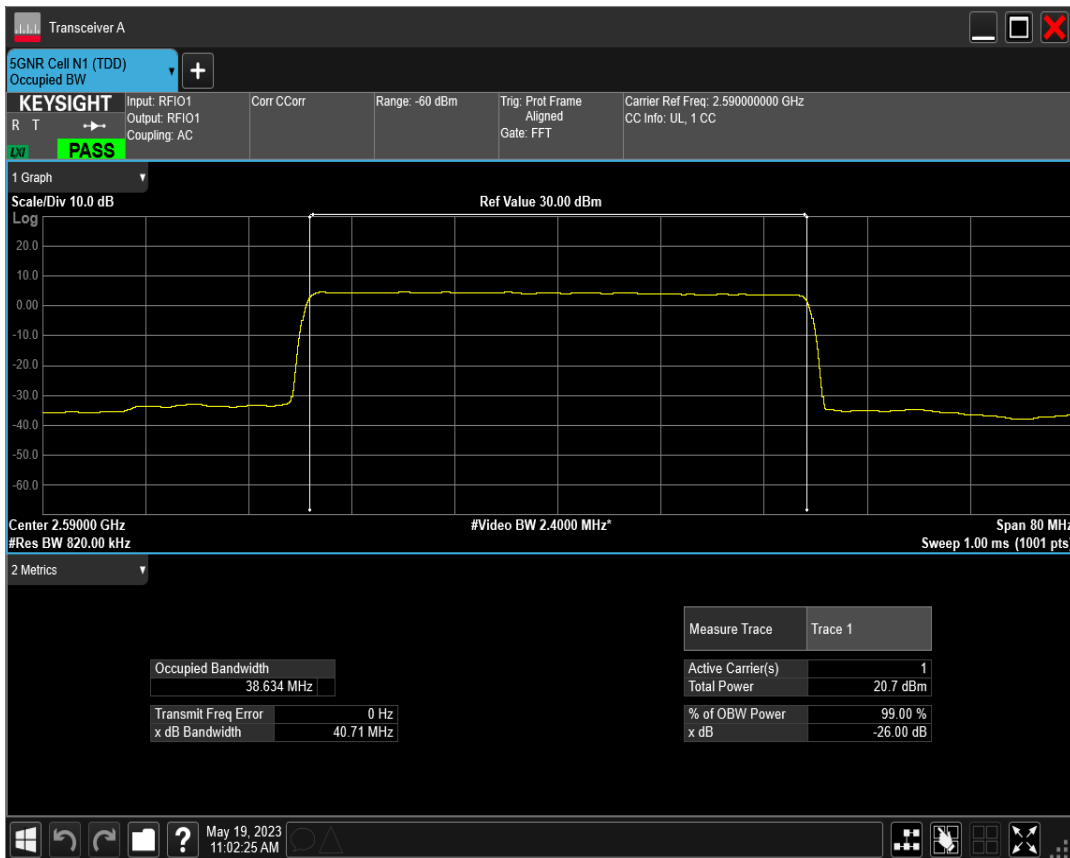 Transceiver A
5GNR Cell N1 (TDD)
Occupied BW
+
KEYSIGHT
R T
LXI
PASS
Input: RFIO1
Output: RFIO1
Coupling: AC
Corr CCorr
Range: -60 dBm
Trig: Prot Frame
Aligned
Gate: FFT
Carrier Ref Freq: 2.590000000 GHz
CC Info: UL, 1 CC
1 Graph
Scale/Div 10.0 dB
Ref Value 30.00 dBm
Log
20.0
10.0
0.00
-10.0
-20.0
-30.0
-40.0
-50.0
-60.0
Center 2.59000 GHz
#Video BW 2.4000 MHz*
Span 80 MHz
#Res BW 820.00 kHz
Sweep 1.00 ms (1001 pts)
2 Metrics
Measure Trace Trace 1
Occupied Bandwidth
38.634 MHz
Active Carrier(s) 1
Total Power 20.7 dBm
Transmit Freq Error 0 Hz
x dB Bandwidth 40.71 MHz
% of OBW Power 99.00 %
x dB -26.00 dB
?
May 19, 2023
11:02:25 AM